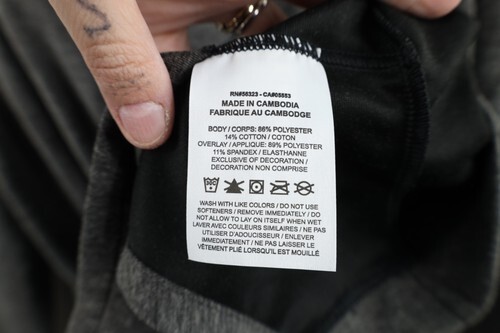 RN#56323 - CA#05553
MADE IN CAMBODIA
FABRIQUE AU CAMBODGE
BODY / CORPS: 86% POLYESTER
14% COTTON / COTON
OVERLAY / APPLIQUE: 89% POLYESTER
11% SPANDEX / ELASTHANNE
EXCLUSIVE OF DECORATION /
DECORATION NON COMPRISE
WASH WITH LIKE COLORS / DO NOT USE
SOFTENERS / REMOVE IMMEDIATELY / DO
NOT ALLOW TO LAY ON ITSELF WHEN WET
LAVER AVEC COULEURS SIMILAIRES / NE PAS
UTILISER D'ADOUCISSEUR / ENLEVER
IMMÉDIATEMENT / NE PAS LAISSER LE
VÊTEMENT PLIÉ LORSQU'IL EST MOUILLÉ